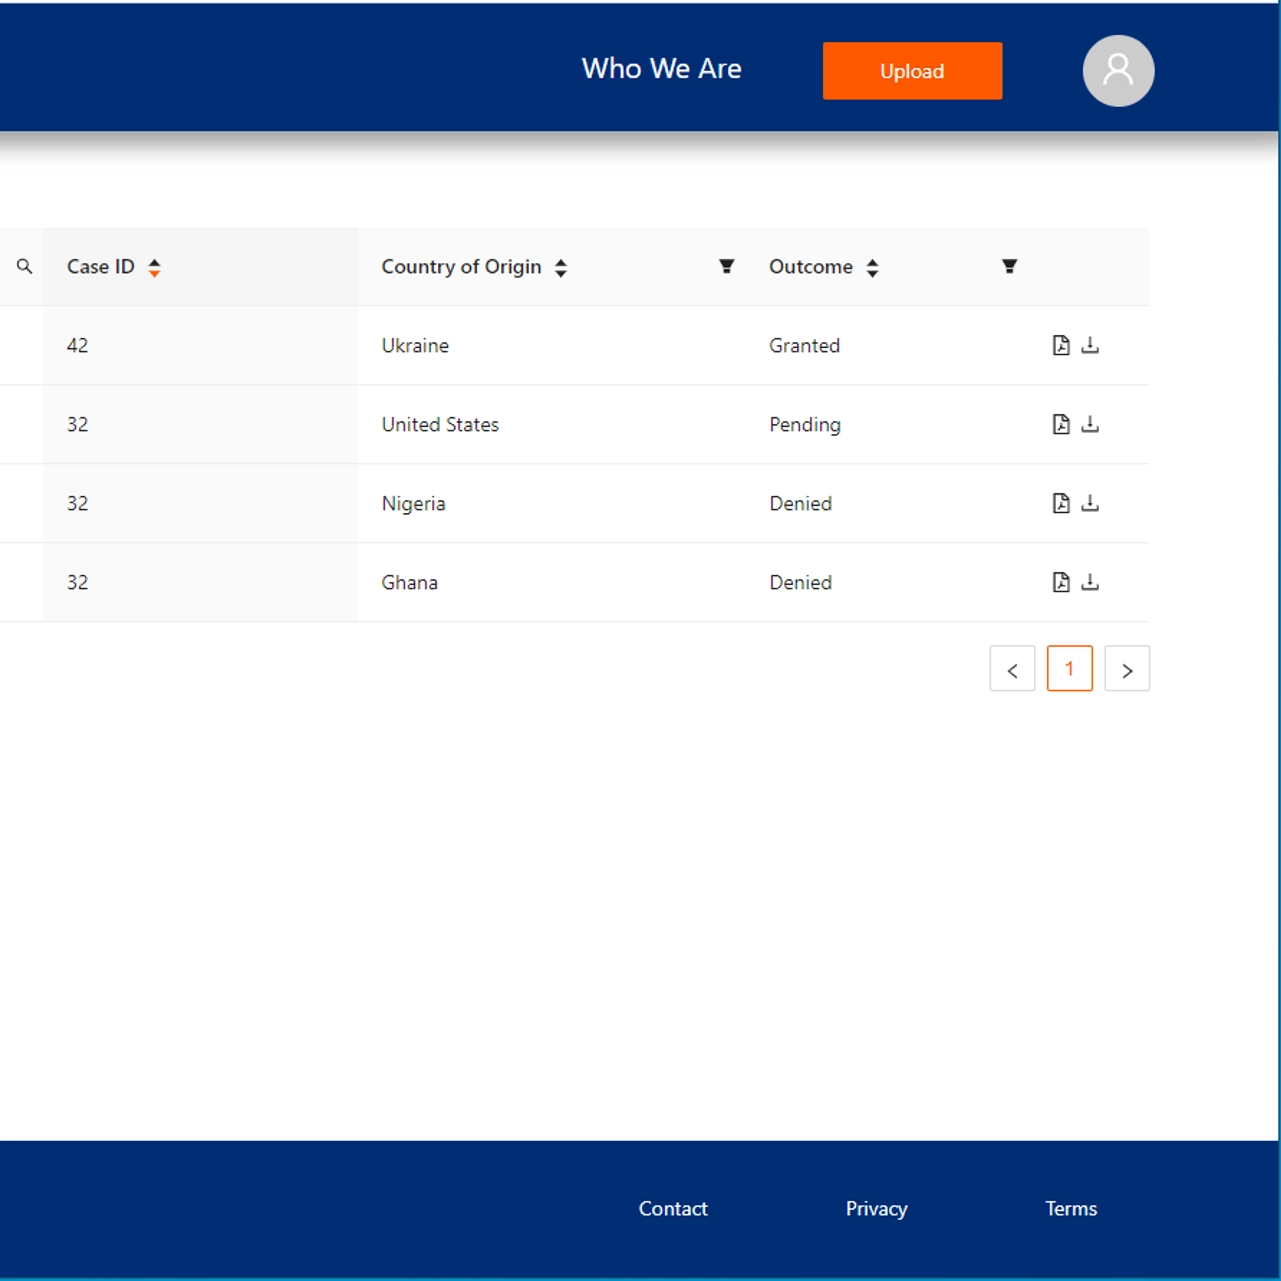 Who We Are
Upload
Case ID Country of Origin Outcome
42 Ukraine Granted
32 United States Pending
32 Nigeria Denied
32 Ghana Denied
< 1 >
Contact Privacy Terms